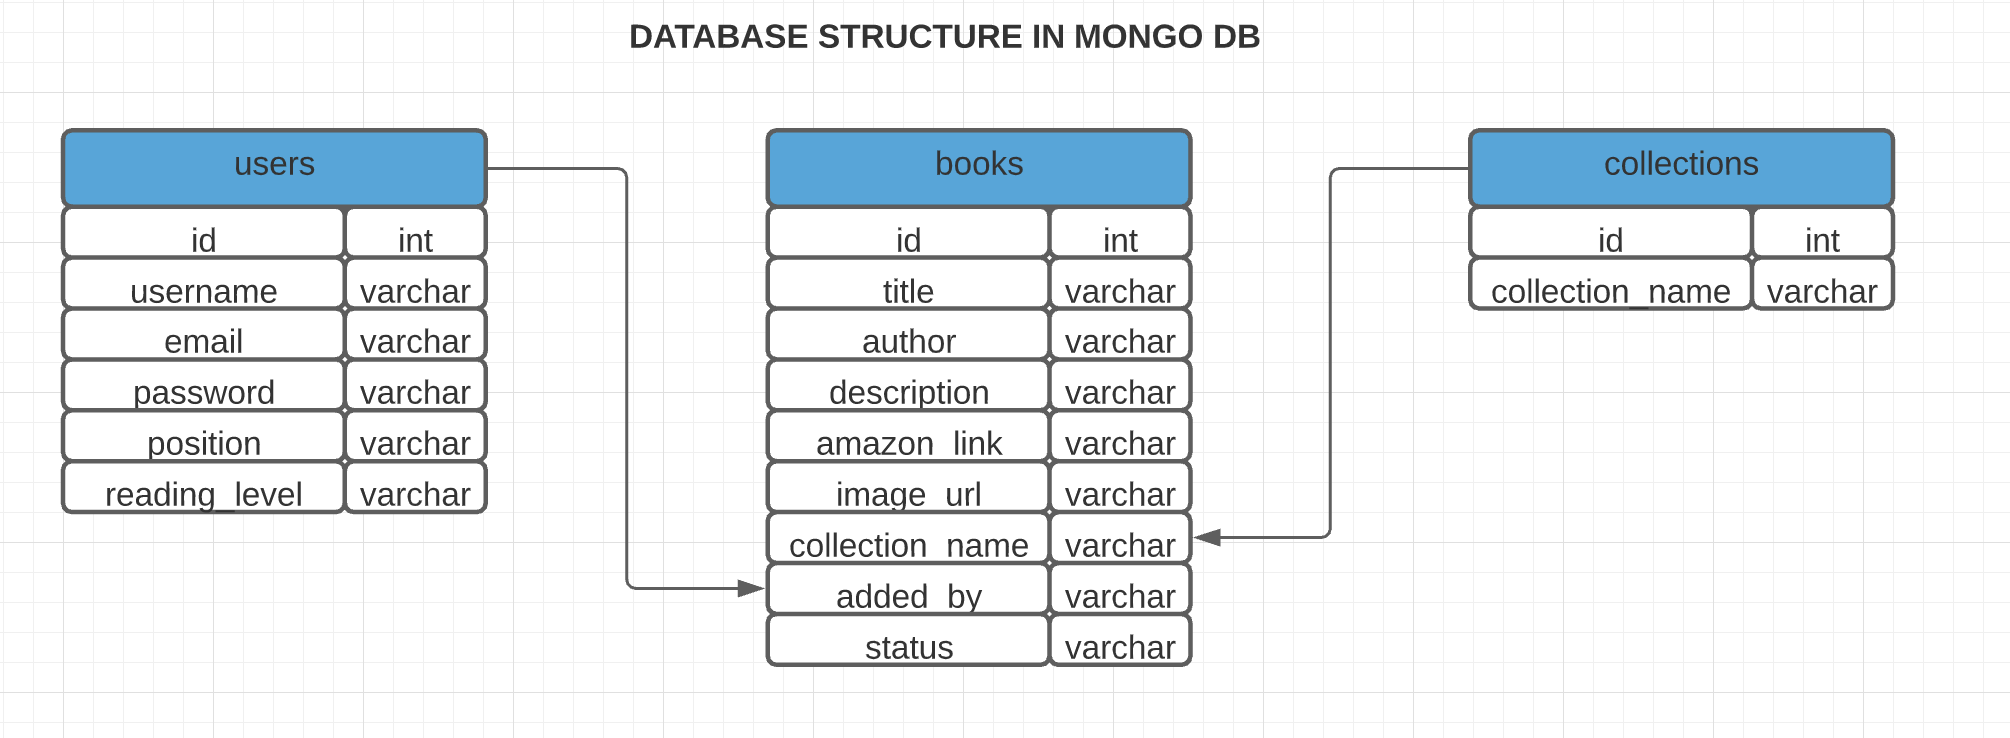 DATABASE STRUCTURE IN MONGO DB
users
id int
username varchar
email varchar
password varchar
position varchar
reading_level varchar
books
id int
title varchar
author varchar
description varchar
amazon_link varchar
image_url varchar
collection_name varchar
added_by varchar
status varchar
collections
id int
collection_name varchar